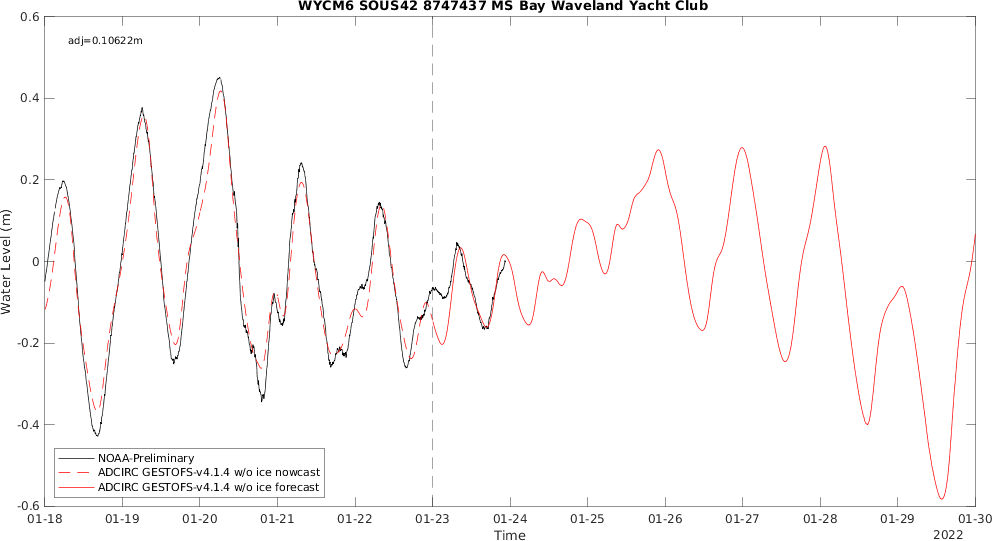 WYCM6 SOUS42 8747437 MS Bay Waveland Yacht Club
adj=0.10622m
0.6
0.4
0.2
0
-0.2
-0.4
-0.6
Water Level (m)
NOAA-Preliminary
ADCIRC GESTOFS-v4.1.4 w/o ice nowcast
ADCIRC GESTOFS-v4.1.4 w/o ice forecast
01-18 01-19 01-20 01-21 01-22 01-23 01-24 01-25 01-26 01-27 01-28 01-29 01-30
Time
2022